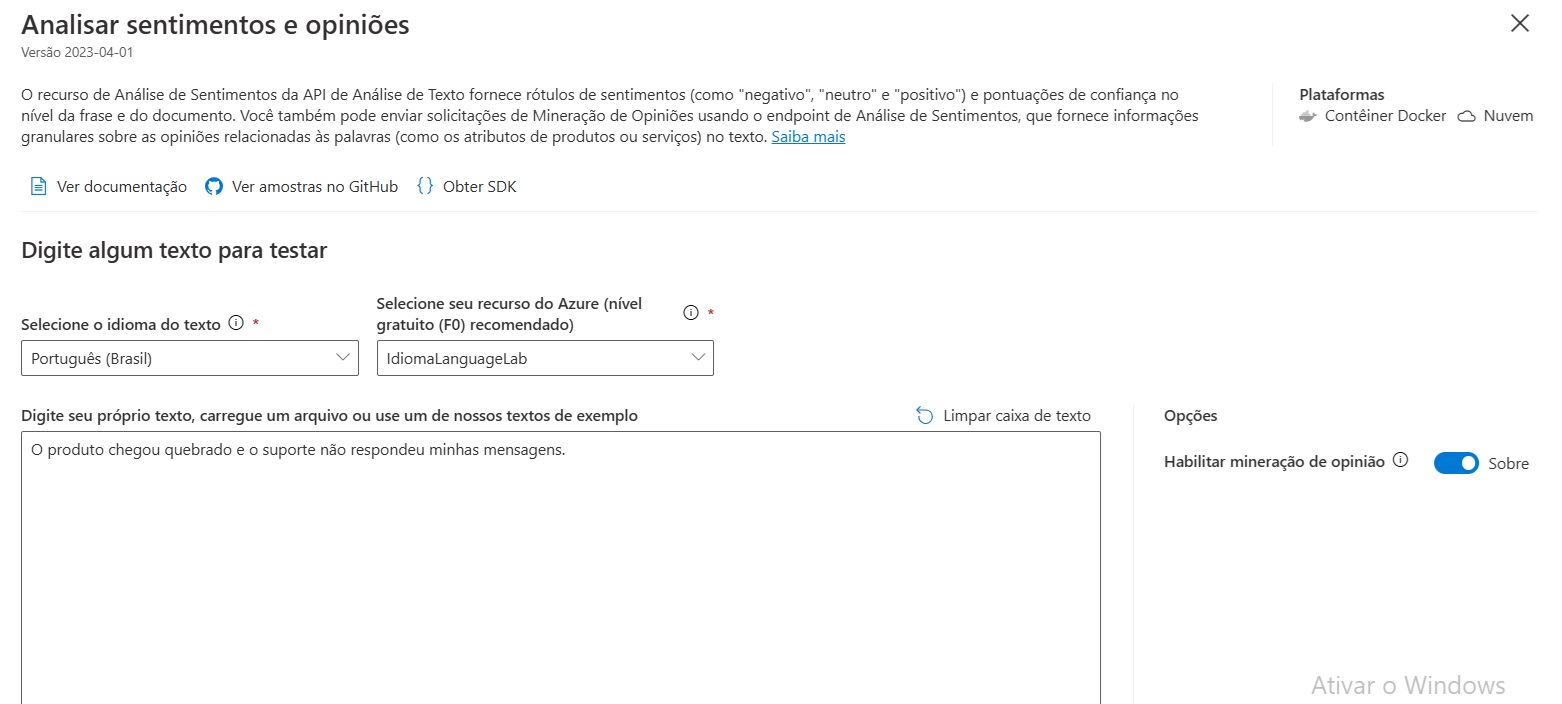 Analisar sentimentos e opiniões
Versão 2023-04-01
O recurso de Análise de Sentimentos da API de Análise de Texto fornece rótulos de sentimentos (como "negativo", "neutro" e "positivo") e pontuações de confiança no
nível da frase e do documento. Você também pode enviar solicitações de Mineração de Opiniões usando o endpoint de Análise de Sentimentos, que fornece informações
granulares sobre as opiniões relacionadas às palavras (como os atributos de produtos ou serviços) no texto. Saiba mais
Plataformas
Contêiner Docker Nuvem
Ver documentação Ver amostras no GitHub {} Obter SDK
Digite algum texto para testar
Selecione o idioma do texto *
Português (Brasil)
Selecione seu recurso do Azure (nível
gratuito (F0) recomendado) *
IdiomaLanguageLab
Digite seu próprio texto, carregue um arquivo ou use um de nossos textos de exemplo
Limpar caixa de texto
O produto chegou quebrado e o suporte não respondeu minhas mensagens.
Opções
Habilitar mineração de opinião Sobre
Ativar o Windows